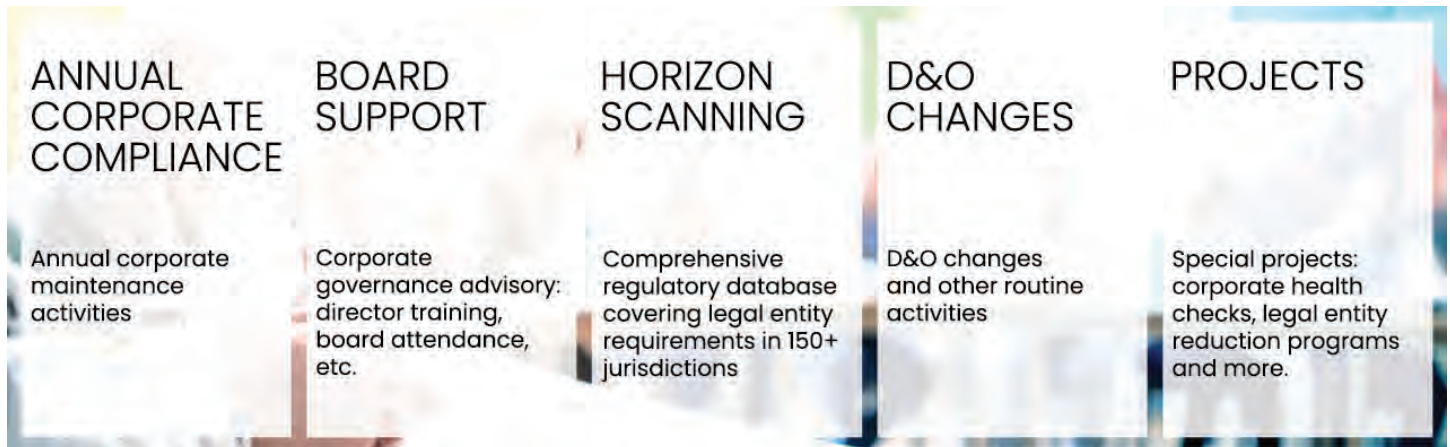 ANNUAL
CORPORATE
COMPLIANCE
Annual corporate
maintenance
activities
BOARD
SUPPORT
Corporate
governance advisory:
director training,
board attendance,
etc.
HORIZON
SCANNING
Comprehensive
regulatory database
covering legal entity
requirements in 150+
jurisdictions
D&O
CHANGES
D&O changes
and other routine
activities
PROJECTS
Special projects:
corporate health
checks, legal entity
reduction programs
and more.